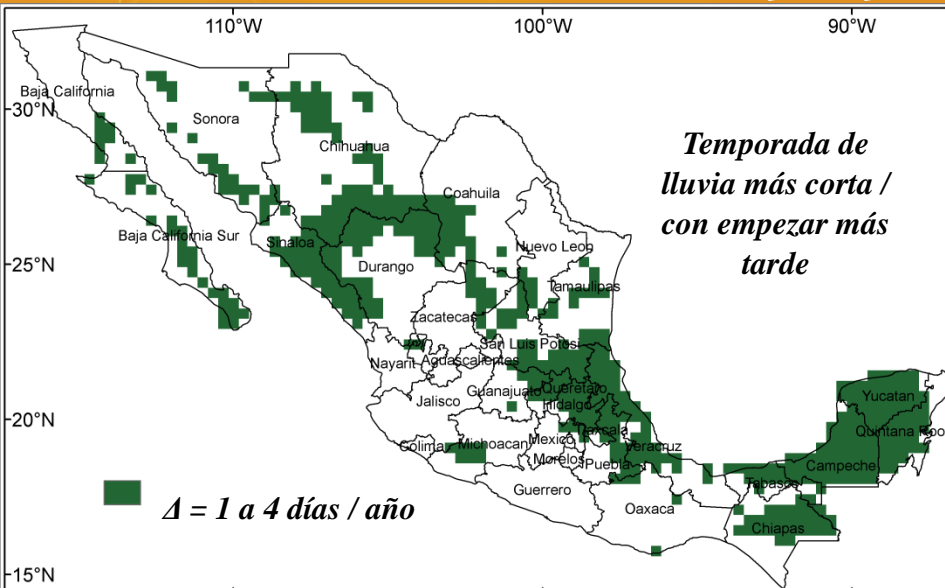 110°W 100°W 90°W
Baja California
30°N
Sonora
Chihuahua
Temporada de
lluvia más corta /
con empezar más
tarde
Coahuila
Baja California Sur
Sinaloa
Nuevo Leon
25°N
Durango
Tamaulipas
Zacatecas
San Luis Potosi
Nayarit Aguascalientes
Guanajuato Queretaro
Yucatan
Jalisco
Hidalgo
20°N
Quintana Roo
Tlaxcala
Colima Michoacan Mexico
Veracruz
Morelos Puebla
Campeche
Tabasco
Guerrero
Oaxaca
Δ = 1 a 4 días / año
Chiapas
15°N